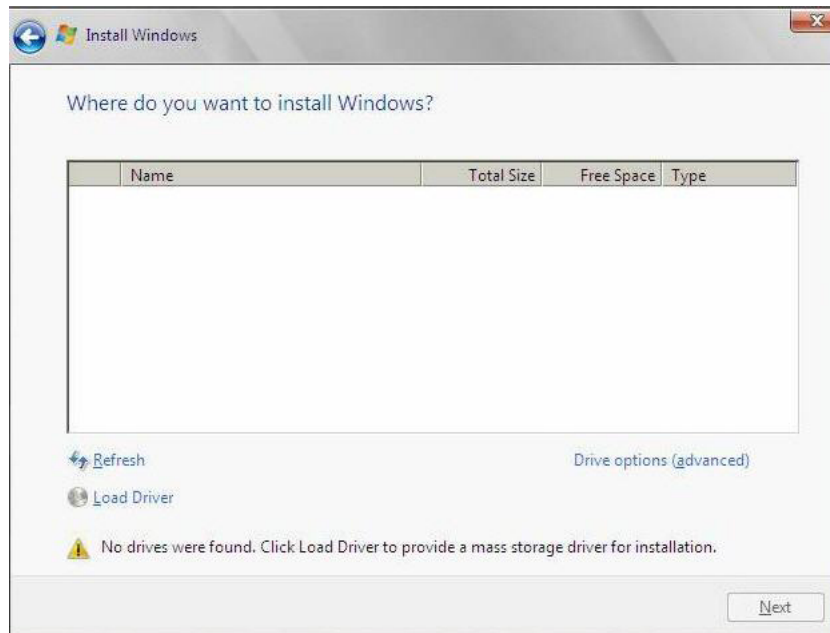 Install Windows
Where do you want to install Windows?
Name Total Size Free Space Type
Refresh Drive options (advanced)
Load Driver
No drives were found. Click Load Driver to provide a mass storage driver for installation.
Next